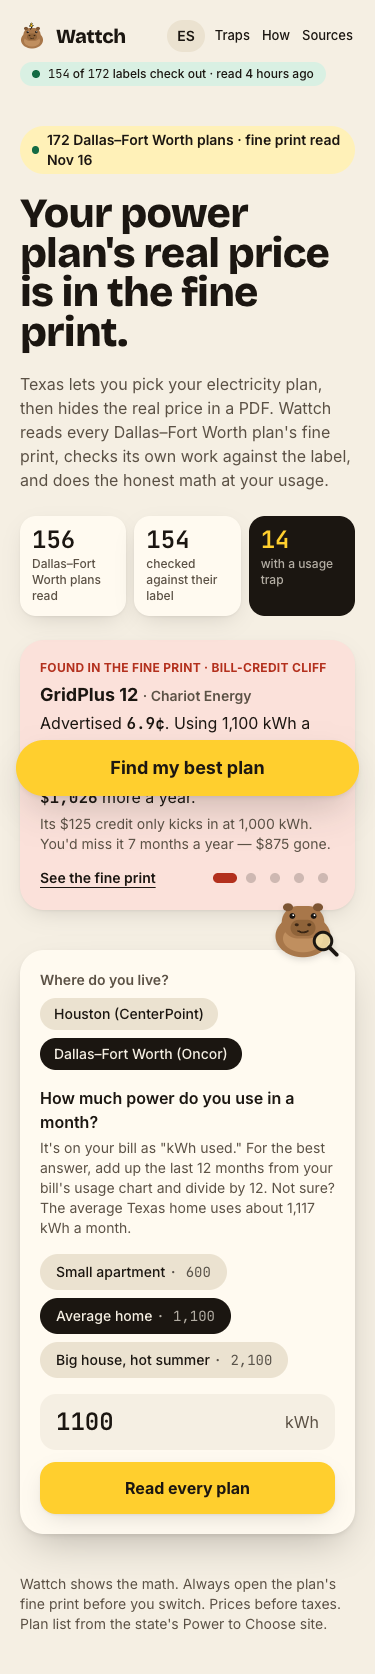 Wattch
ES Traps How Sources
154 of 172 labels check out · read 4 hours ago
172 Dallas–Fort Worth plans · fine print read
Nov 16
Your power
plan's real price
is in the fine
print.
Texas lets you pick your electricity plan,
then hides the real price in a PDF. Wattch
reads every Dallas–Fort Worth plan's fine
print, checks its own work against the label,
and does the honest math at your usage.
156
Dallas–Fort
Worth plans
read
154
checked
against their
label
14
with a usage
trap
FOUND IN THE FINE PRINT · BILL-CREDIT CLIFF
GridPlus 12 · Chariot Energy
Advertised 6.9¢. Using 1,100 kWh a
Find my best plan
$1,026 more a year.
Its $125 credit only kicks in at 1,000 kWh.
You'd miss it 7 months a year — $875 gone.
See the fine print
Where do you live?
Houston (CenterPoint)
Dallas–Fort Worth (Oncor)
How much power do you use in a
month?
It's on your bill as "kWh used." For the best
answer, add up the last 12 months from your
bill's usage chart and divide by 12. Not sure?
The average Texas home uses about 1,117
kWh a month.
Small apartment · 600
Average home · 1,100
Big house, hot summer · 2,100
1100 kWh
Read every plan
Wattch shows the math. Always open the plan's
fine print before you switch. Prices before taxes.
Plan list from the state's Power to Choose site.